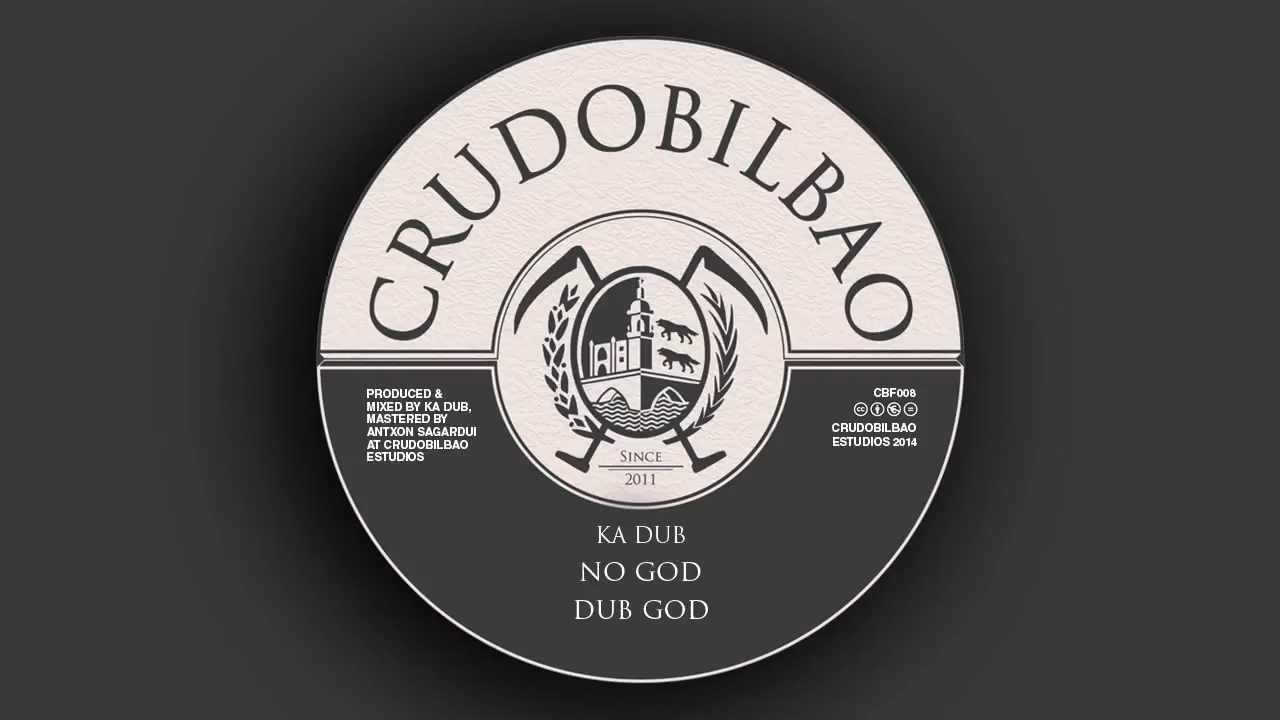 CRUDOBILBAO
PRODUCED &
MIXED BY KA DUB,
MASTERED BY
ANTXON SAGARDUI
AT CRUDOBILBAO
ESTUDIOS
CBF008
CRUDOBILBAO
ESTUDIOS 2014
SINCE
2011
KA DUB
NO GOD
DUB GOD